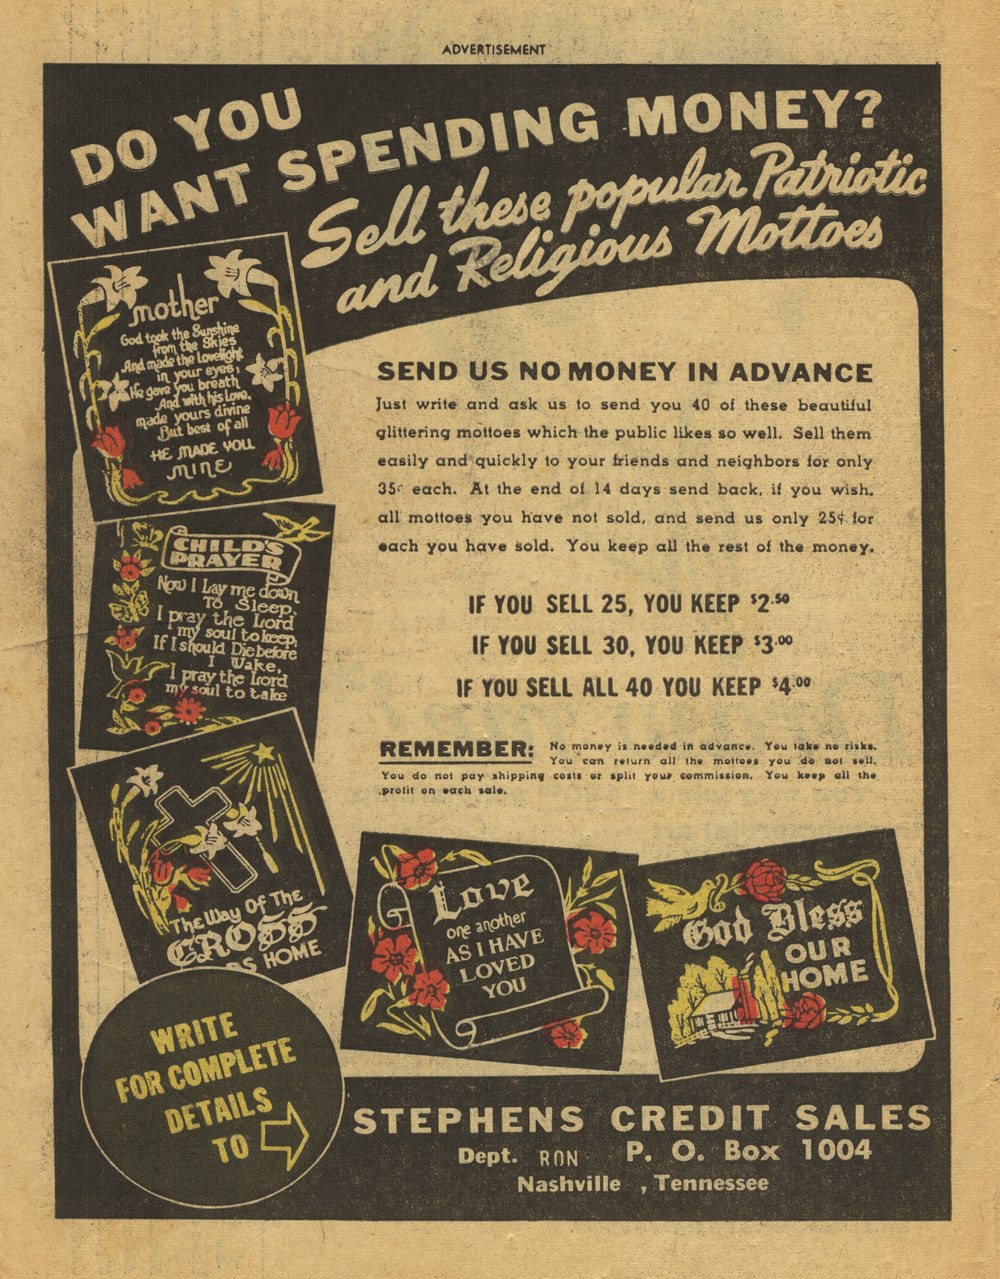 ADVERTISEMENT
DO YOU
WANT SPENDING MONEY?
Sell these popular Patriotic
and Religious Mottoes
mother
God took the Sunshine
from the Skies
And made the Lovelight
in your eyes;
He gave you breath
And with his Love,
made yours divine
But best of all
HE MADE YOU
MINE
CHILD'S
PRAYER
Now I Lay me down
To Sleep,
I pray the Lord
my soul to keep,
If I should Die before
I Wake,
I pray the Lord
my soul to take
The Way Of The
CROSS
HOME
SEND US NO MONEY IN ADVANCE
Just write and ask us to send you 40 of these beautiful
glittering mottoes which the public likes so well. Sell them
easily and quickly to your friends and neighbors for only
35¢ each. At the end of 14 days send back, if you wish,
all mottoes you have not sold, and send us only 25¢ for
each you have sold. You keep all the rest of the money.
IF YOU SELL 25, YOU KEEP $2.50
IF YOU SELL 30, YOU KEEP $3.00
IF YOU SELL ALL 40 YOU KEEP $4.00
REMEMBER: No money is needed in advance. You take no risks.
You can return all the mottoes you do not sell.
You do not pay shipping costs or split your commission. You keep all the
profit on each sale.
Love
one another
AS I HAVE
LOVED
YOU
God Bless
OUR
HOME
WRITE
FOR COMPLETE
DETAILS
TO
STEPHENS CREDIT SALES
Dept. RON P. O. Box 1004
Nashville , Tennessee